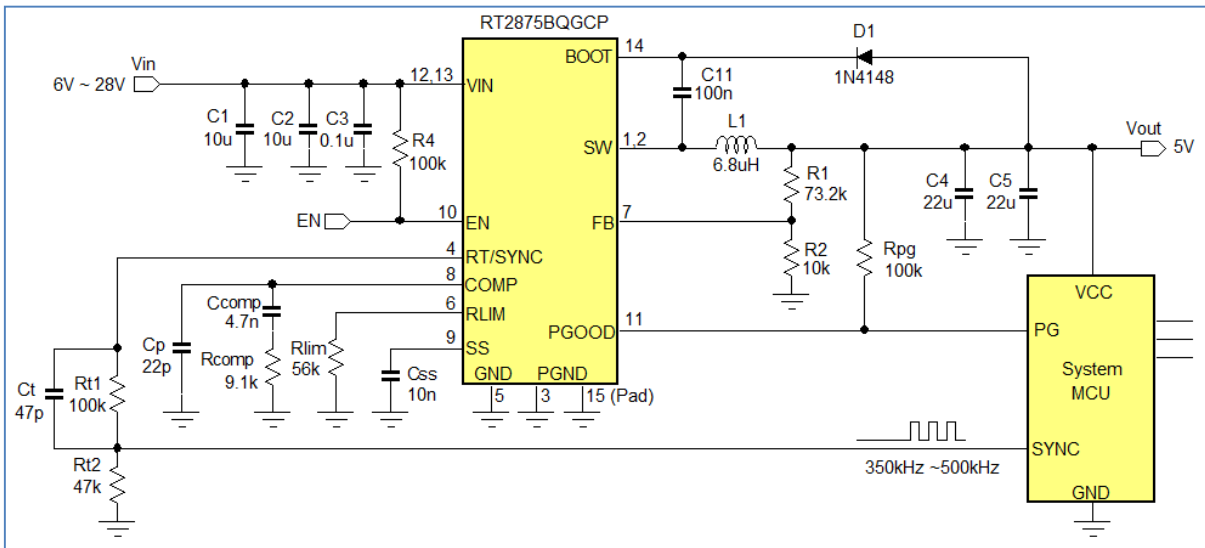 RT2875BQGCP
Vin
6V ~ 28V
12,13
VIN
BOOT
14
D1
1N4148
C11
100n
C1
10u
C2
10u
C3
0.1u
R4
100k
SW
1,2
L1
6.8uH
Vout
5V
R1
73.2k
C4
22u
C5
22u
EN
10
EN
FB
7
R2
10k
Rpg
100k
4
RT/SYNC
8
COMP
6
RLIM
9
SS
PGOOD
11
VCC
PG
System
MCU
SYNC
GND
Ccomp
4.7n
Cp
22p
Rcomp
9.1k
Rlim
56k
Css
10n
GND
PGND
5
3
15 (Pad)
Ct
47p
Rt1
100k
Rt2
47k
350kHz ~500kHz